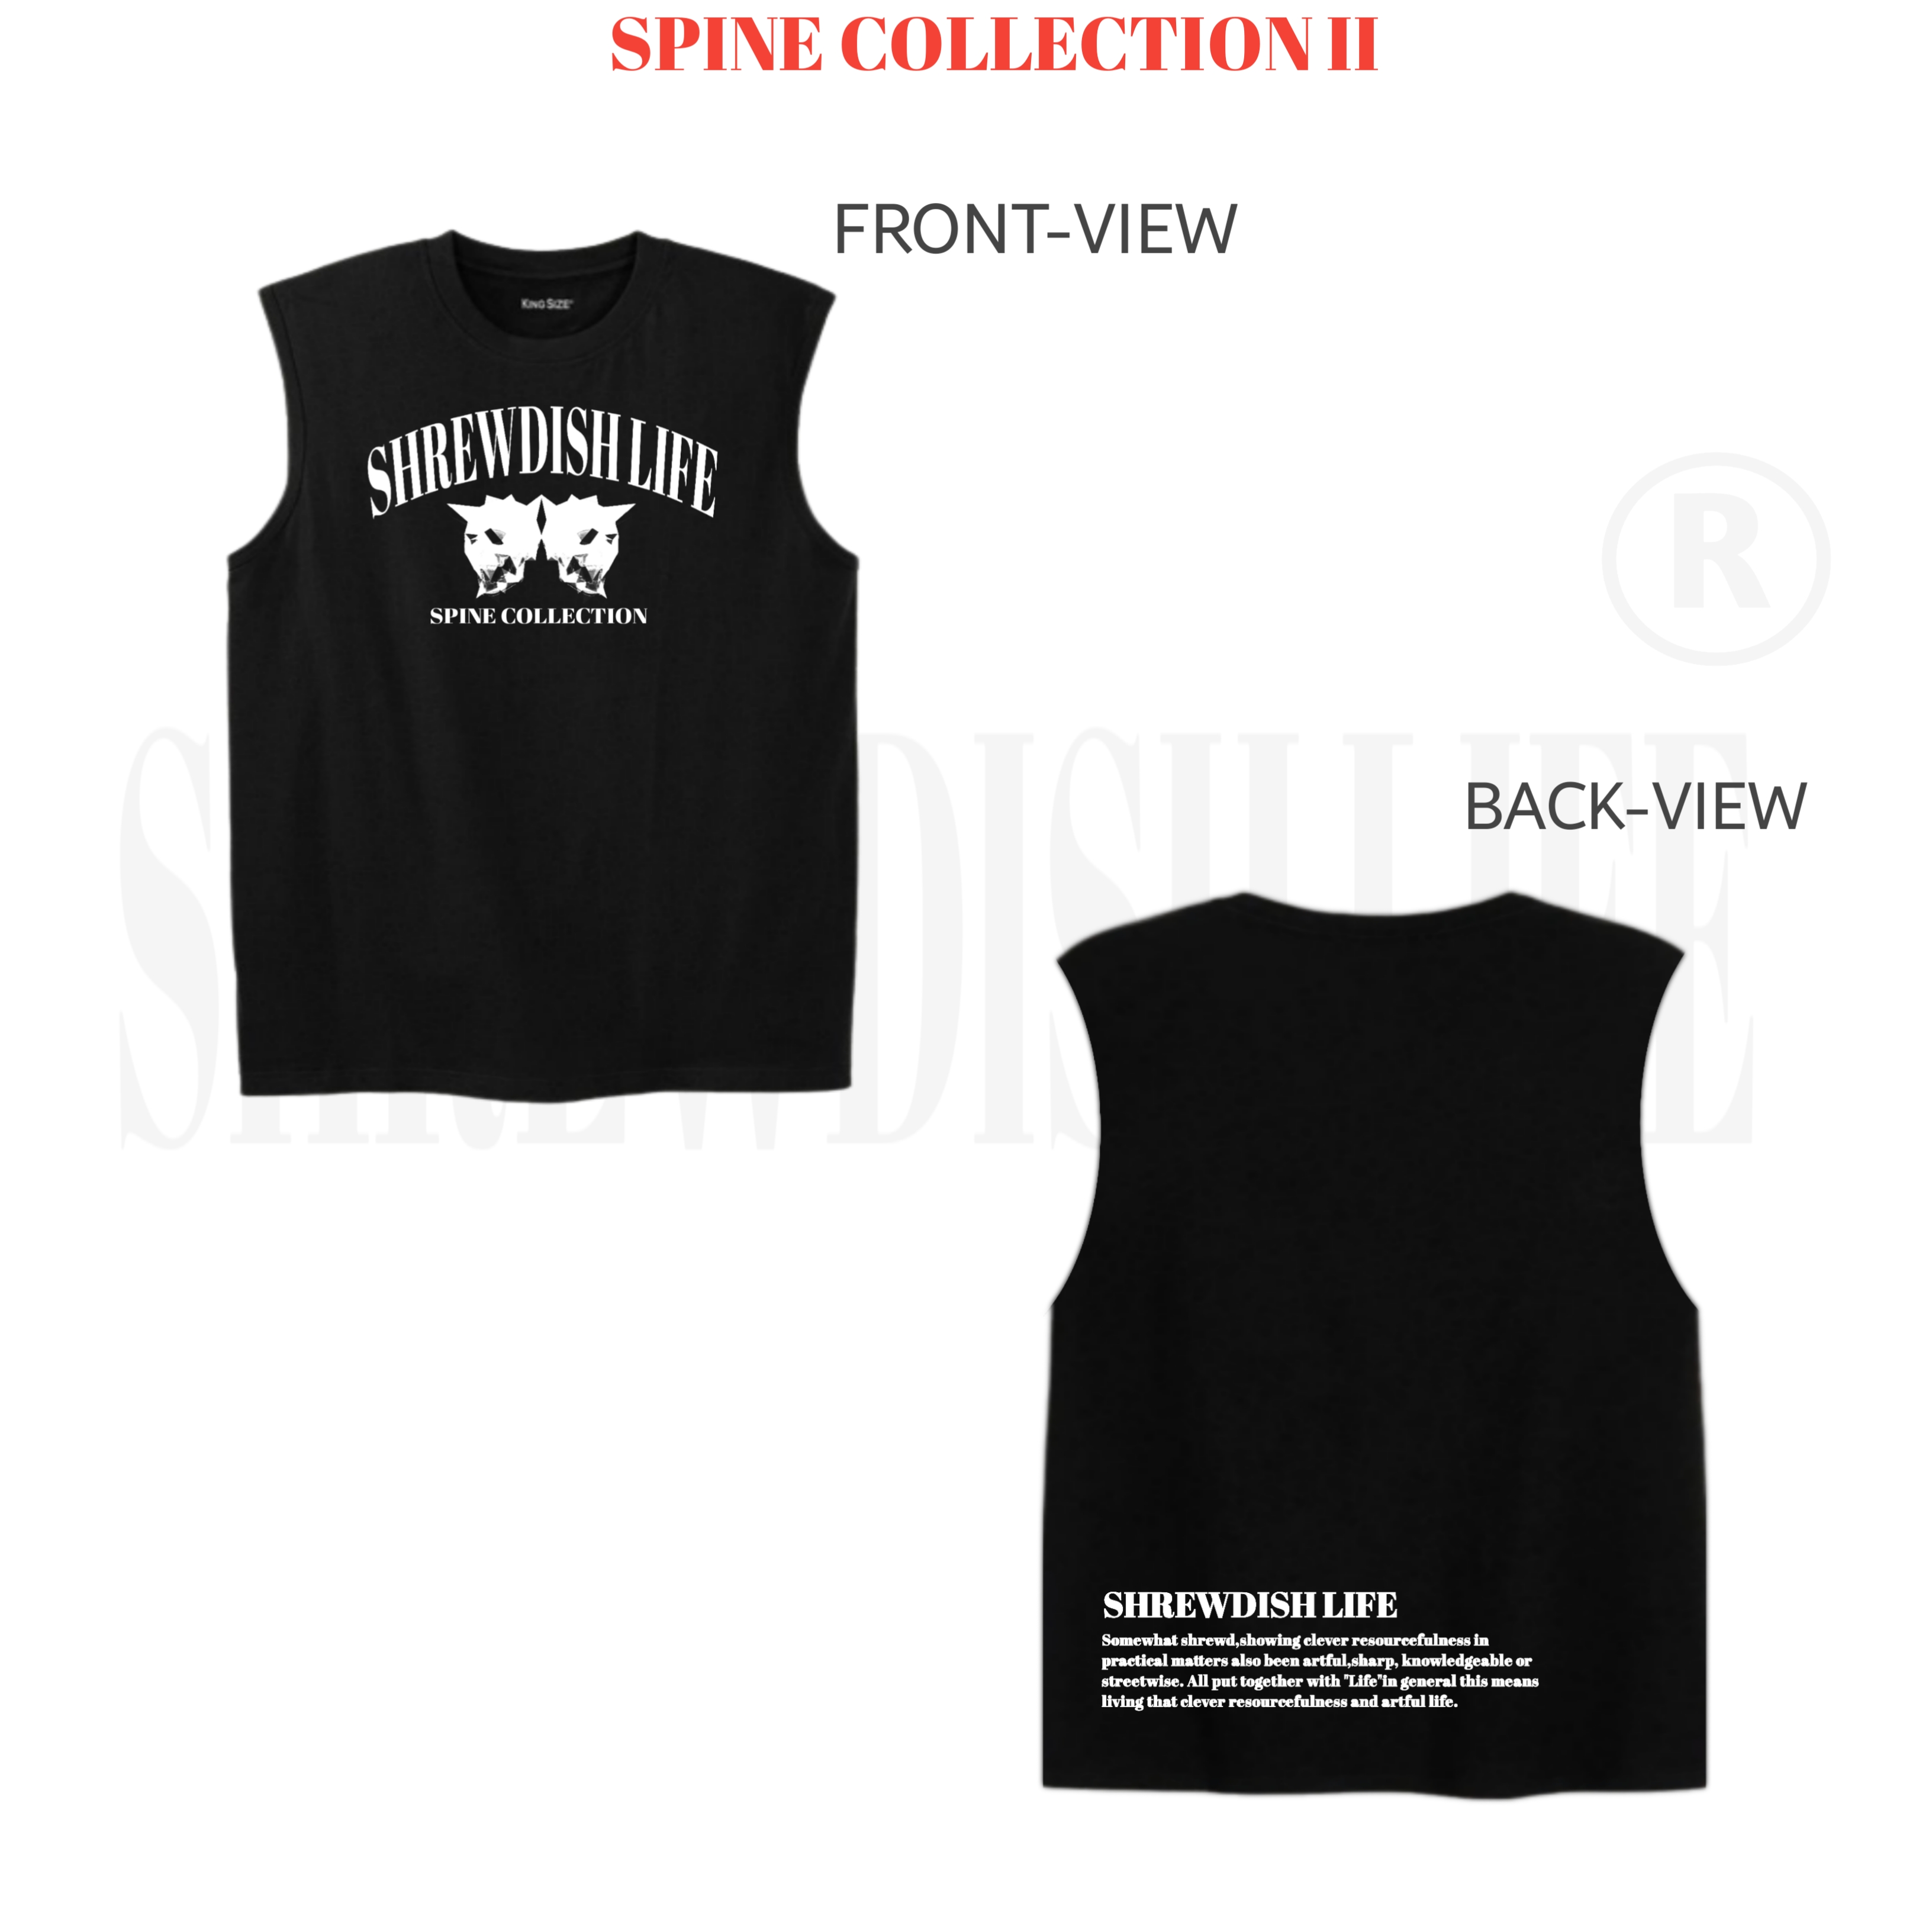 SPINE COLLECTION II
FRONT-VIEW
KING SIZE
SHREWDISH LIFE
SPINE COLLECTION
®
SHREWDISH LIFE
BACK-VIEW
SHREWDISH LIFE
Somewhat shrewd,showing clever resourcefulness in
practical matters also been artful,sharp, knowledgeable or
streetwise. All put together with "Life"in general this means
living that clever resourcefulness and artful life.